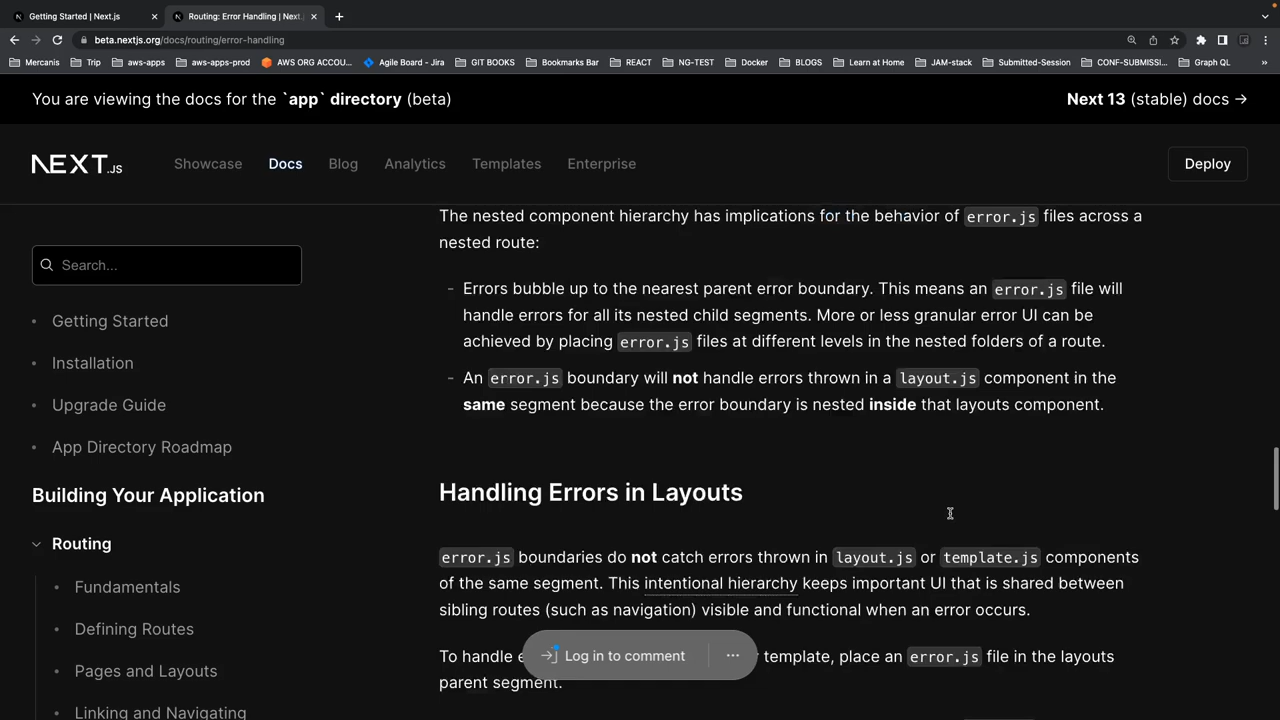 Getting Started | Next.js
Routing: Error Handling | Next.
beta.nextjs.org/docs/routing/error-handling
Mercanis
Trip
aws-apps
aws-apps-prod
AWS ORG ACCOU...
Agile Board - Jira
GIT BOOKS
Bookmarks Bar
REACT
NG-TEST
Docker
BLOGS
Learn at Home
JAM-stack
Submitted-Session
CONF-SUBMISSI...
Graph QL
»
You are viewing the docs for the `app` directory (beta)
Next 13 (stable) docs →
NEXT.JS
Showcase
Docs
Blog
Analytics
Templates
Enterprise
Deploy
Search...
Getting Started
Installation
Upgrade Guide
App Directory Roadmap
Building Your Application
Routing
Fundamentals
Defining Routes
Pages and Layouts
Linking and Navigating
The nested component hierarchy has implications for the behavior of error.js files across a
nested route:
- Errors bubble up to the nearest parent error boundary. This means an error.js file will
handle errors for all its nested child segments. More or less granular error UI can be
achieved by placing error.js files at different levels in the nested folders of a route.
- An error.js boundary will not handle errors thrown in a layout.js component in the
same segment because the error boundary is nested inside that layouts component.
Handling Errors in Layouts
error.js boundaries do not catch errors thrown in layout.js or template.js components
of the same segment. This intentional hierarchy keeps important UI that is shared between
sibling routes (such as navigation) visible and functional when an error occurs.
To handle e
template, place an error.js file in the layouts
parent segment.
Log in to comment
...